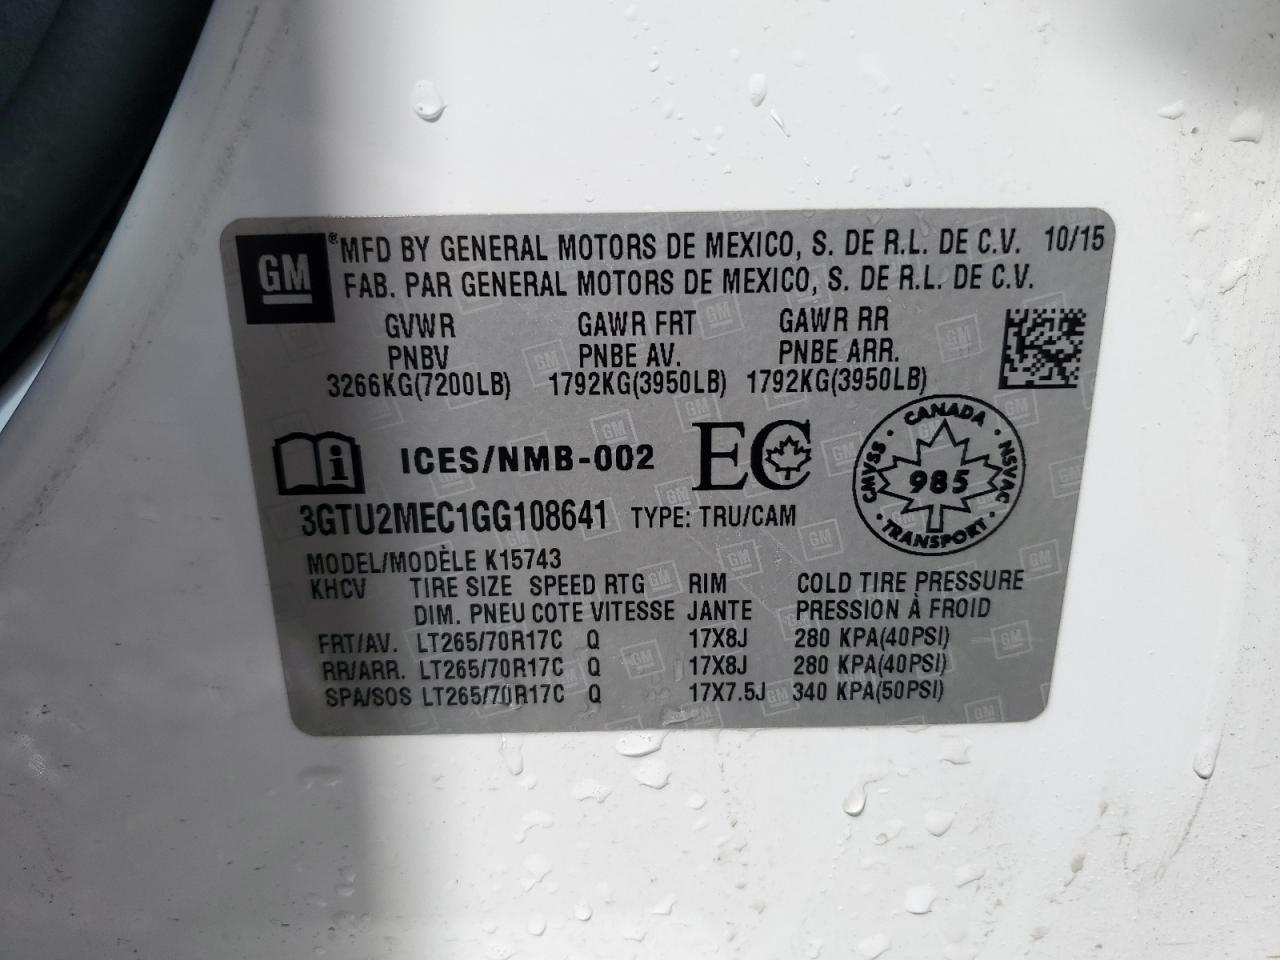 GM ® MFD BY GENERAL MOTORS DE MEXICO, S. DE R.L. DE C.V. 10/15
FAB. PAR GENERAL MOTORS DE MEXICO, S. DE R.L. DE C.V.
GVWR GAWR FRT GAWR RR
PNBV PNBE AV. PNBE ARR.
3266KG(7200LB) 1792KG(3950LB) 1792KG(3950LB)
i ICES/NMB-002 EC
CANADA
CMVSS 985 NSVAC
TRANSPORT
3GTU2MEC1GG108641 TYPE: TRU/CAM
MODEL/MODÈLE K15743
KHCV TIRE SIZE SPEED RTG RIM COLD TIRE PRESSURE
DIM. PNEU COTE VITESSE JANTE PRESSION À FROID
FRT/AV. LT265/70R17C Q 17X8J 280 KPA(40PSI)
RR/ARR. LT265/70R17C Q 17X8J 280 KPA(40PSI)
SPA/SOS LT265/70R17C Q 17X7.5J 340 KPA(50PSI)